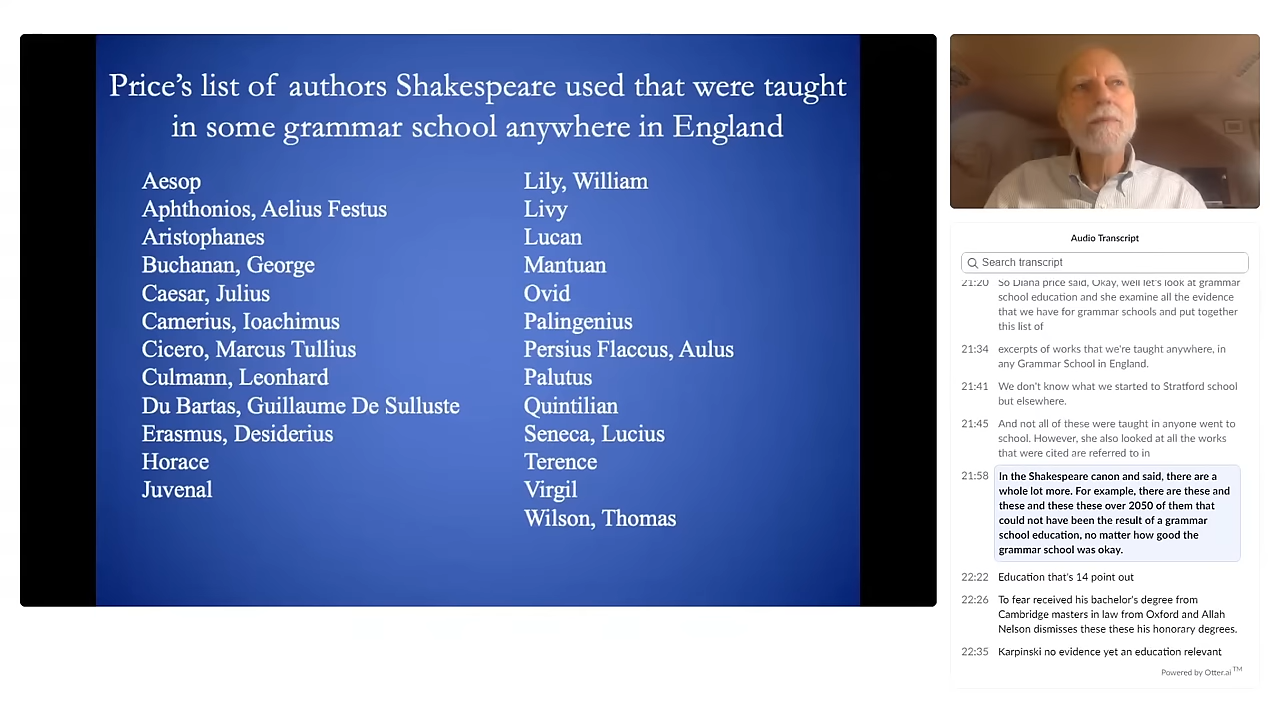 Price's list of authors Shakespeare used that were taught
in some grammar school anywhere in England
Aesop
Aphthonios, Aelius Festus
Aristophanes
Buchanan, George
Caesar, Julius
Camerius, Ioachimus
Cicero, Marcus Tullius
Culmann, Leonhard
Du Bartas, Guillaume De Sulluste
Erasmus, Desiderius
Horace
Juvenal
Lily, William
Livy
Lucan
Mantuan
Ovid
Palingenius
Persius Flaccus, Aulus
Palutus
Quintilian
Seneca, Lucius
Terence
Virgil
Wilson, Thomas
Audio Transcript
Search transcript
21:20 So Diana price said, Okay, well let's look at grammar
school education and she examine all the evidence
that we have for grammar schools and put together
this list of
21:34 excerpts of works that we're taught anywhere, in
any Grammar School in England.
21:41 We don't know what we started to Stratford school
but elsewhere.
21:45 And not all of these were taught in anyone went to
school. However, she also looked at all the works
that were cited are referred to in
21:58 In the Shakespeare canon and said, there are a
whole lot more. For example, there are these and
these and these these over 2050 of them that
could not have been the result of a grammar
school education, no matter how good the
grammar school was okay.
22:22 Education that's 14 point out
22:26 To fear received his bachelor's degree from
Cambridge masters in law from Oxford and Allah
Nelson dismisses these these his honorary degrees.
22:35 Karpinski no evidence yet an education relevant
Powered by Otter.ai TM